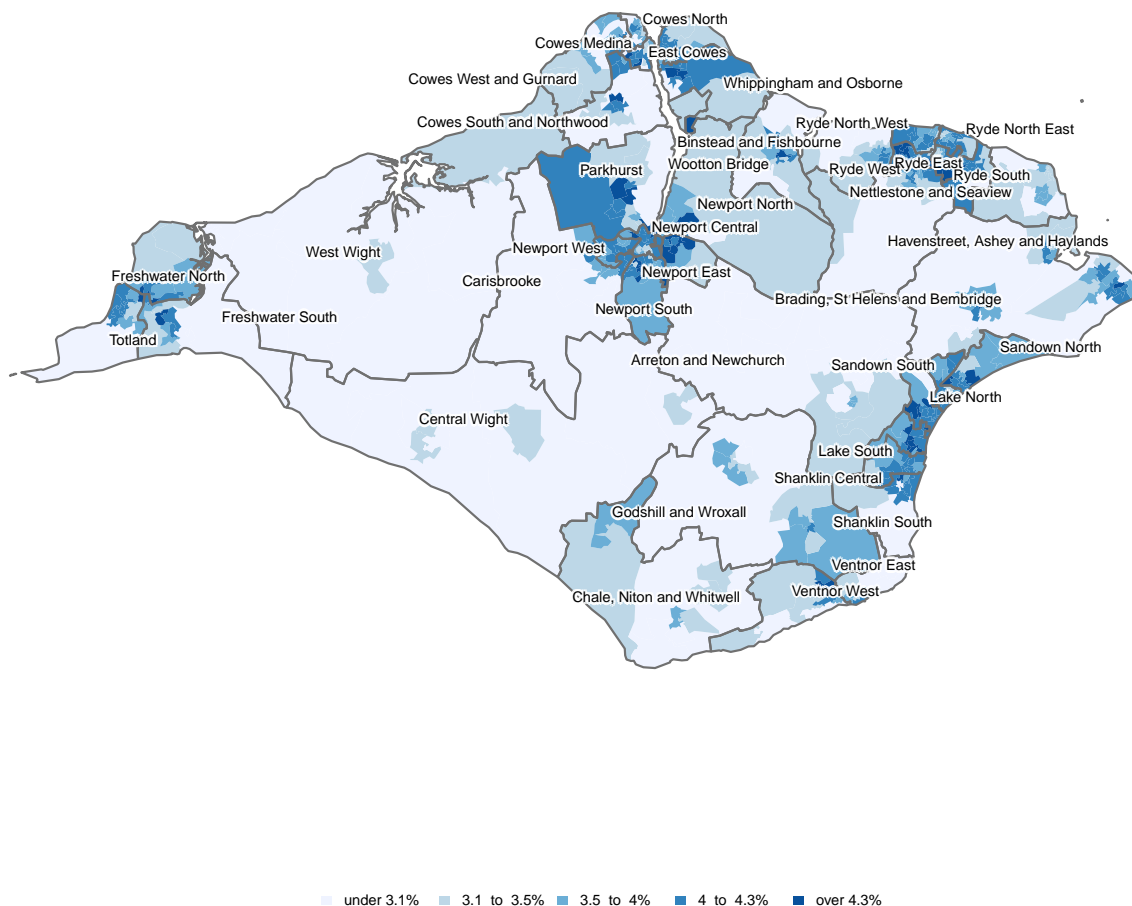 Cowes North
Cowes Medina
East Cowes
Cowes West and Gurnard
Whippingham and Osborne
Cowes South and Northwood
Ryde North West
Ryde North East
Binstead and Fishbourne
Parkhurst
Wootton Bridge
Ryde West
Ryde East
Ryde South
Nettlestone and Seaview
Newport North
Newport Central
Havenstreet, Ashey and Haylands
West Wight
Newport West
Freshwater North
Carisbrooke
Newport East
Brading, St Helens and Bembridge
Newport South
Freshwater South
Totland
Sandown North
Arreton and Newchurch
Sandown South
Lake North
Central Wight
Lake South
Shanklin Central
Godshill and Wroxall
Shanklin South
Ventnor East
Chale, Niton and Whitwell
Ventnor West
under 3.1% 3.1 to 3.5% 3.5 to 4% 4 to 4.3% over 4.3%